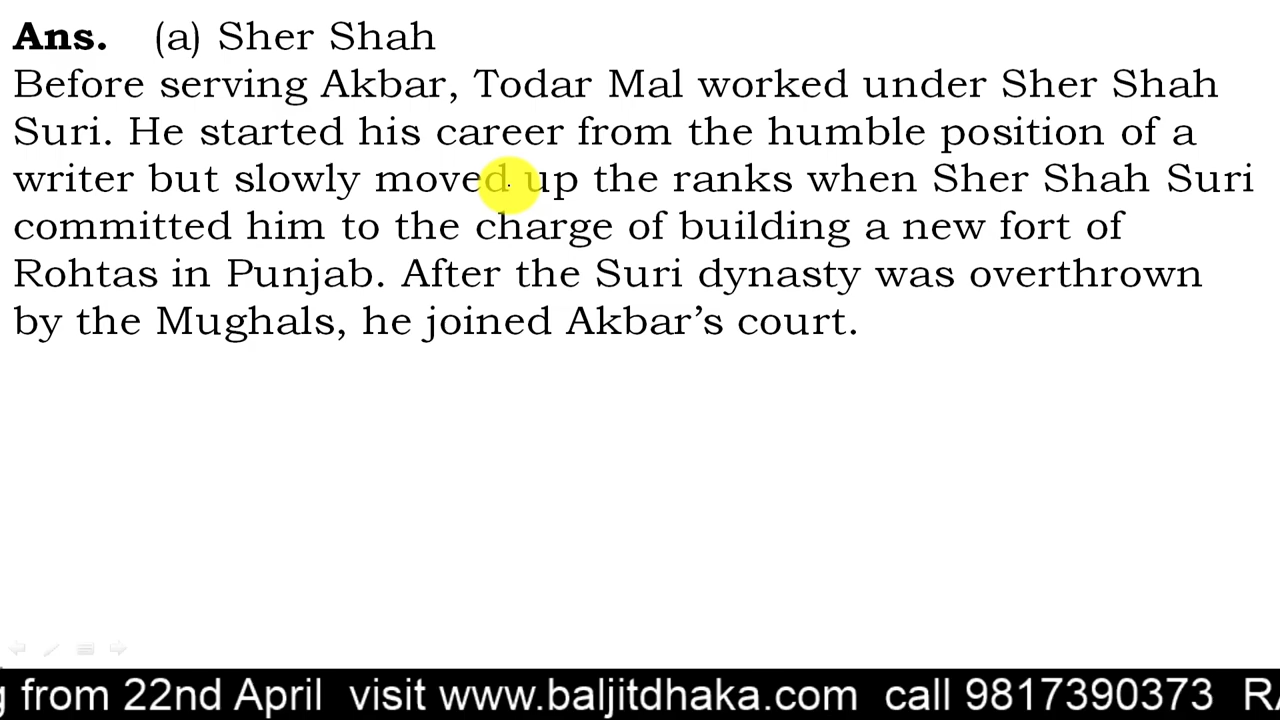 Ans. (a) Sher Shah
Before serving Akbar, Todar Mal worked under Sher Shah
Suri. He started his career from the humble position of a
writer but slowly moved up the ranks when Sher Shah Suri
committed him to the charge of building a new fort of
Rohtas in Punjab. After the Suri dynasty was overthrown
by the Mughals, he joined Akbar’s court.
from 22nd April visit www.baljitdhaka.com call 9817390373